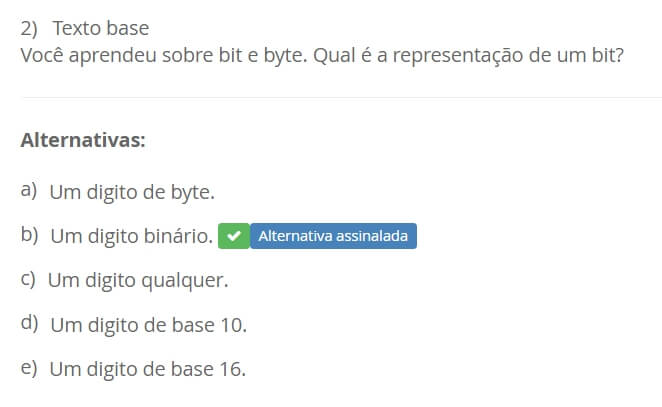 2) Texto base
Você aprendeu sobre bit e byte. Qual é a representação de um bit?
Alternativas:
a) Um digito de byte.
b) Um digito binário. Alternativa assinalada
c) Um digito qualquer.
d) Um digito de base 10.
e) Um digito de base 16.